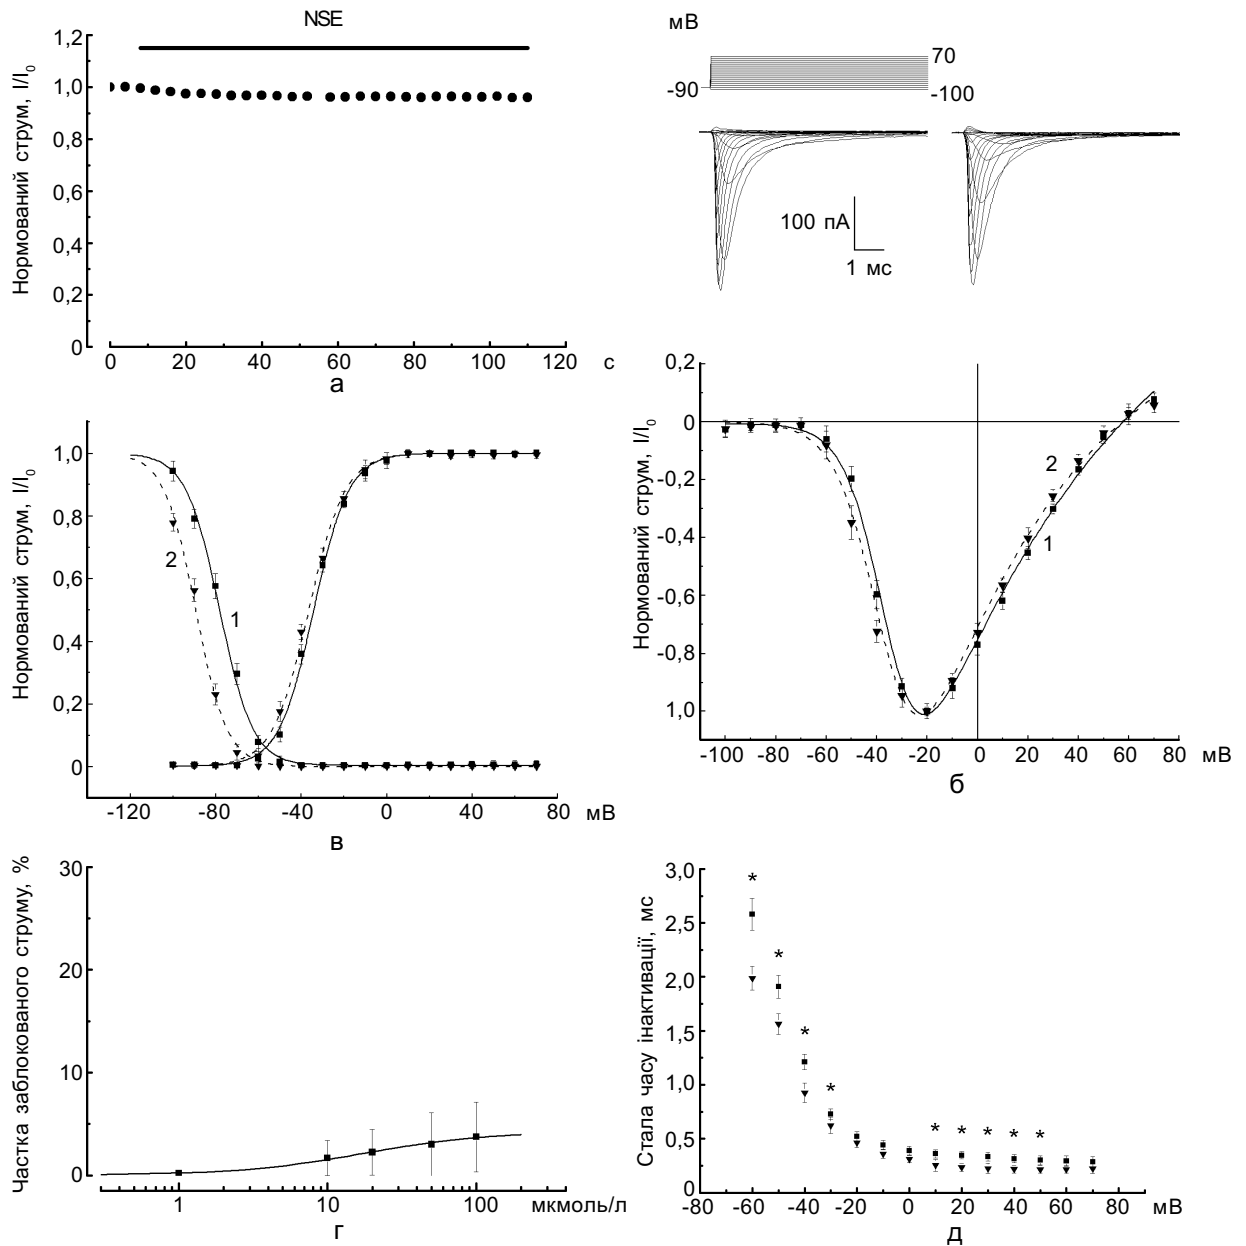 NSE
Нормований струм, I/I₀
1,2
1,0
0,8
0,6
0,4
0,2
0
0 20 40 60 80 100 120 с
а
мВ
-90
70
-100
100 пА
1 мс
Нормований струм, I/I₀
1,0
0,8
0,6
0,4
0,2
0
2
1
-120 -80 -40 0 40 80 мВ
в
Нормований струм, I/I₀
0,2
0
-0,2
-0,4
-0,6
-0,8
1,0
2
1
-100 -80 -60 -40 -20 0 20 40 60 80 мВ
б
Частка заблокованого струму, %
30
20
10
0
1 10 100 мкмоль/л
г
Стала часу інактивації, мс
3,0
2,5
2,0
1,5
1,0
0,5
0
* * * * * * * * *
-80 -60 -40 -20 0 20 40 60 80 мВ
д